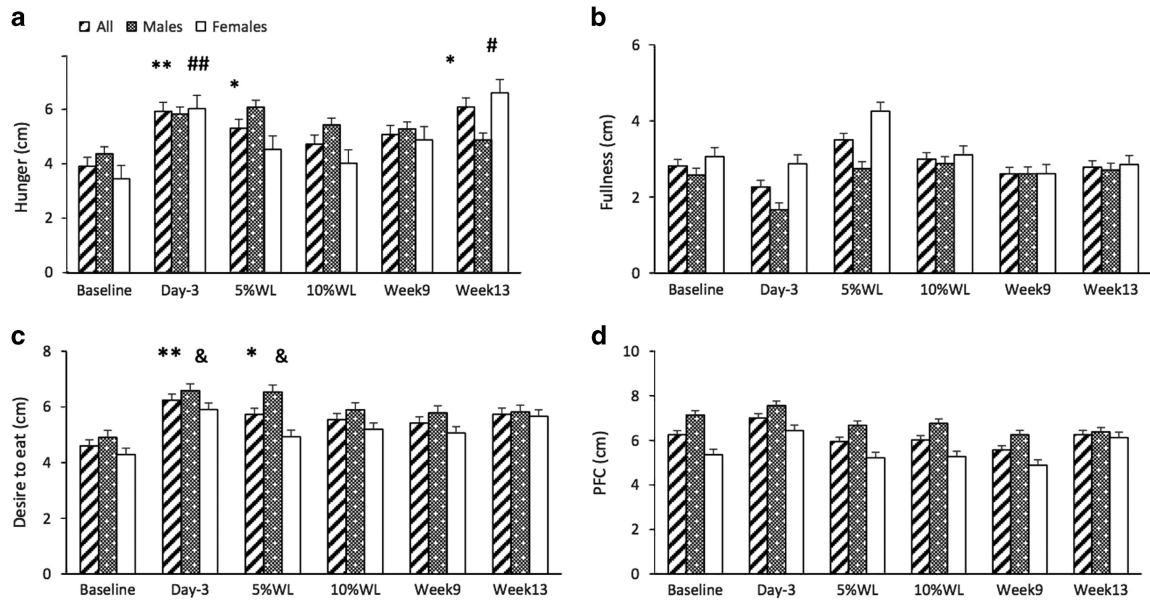 a
All Males Females
Hunger (cm)
6
4
2
0
** ## * * #
Baseline Day-3 5%WL 10%WL Week9 Week13
b
Fullness (cm)
6
4
2
0
Baseline Day-3 5%WL 10%WL Week9 Week13
c
Desire to eat (cm)
8
6
4
2
0
** & * &
Baseline Day-3 5%WL 10%WL Week9 Week13
d
PFC (cm)
10
8
6
4
2
0
Baseline Day-3 5%WL 10%WL Week9 Week13